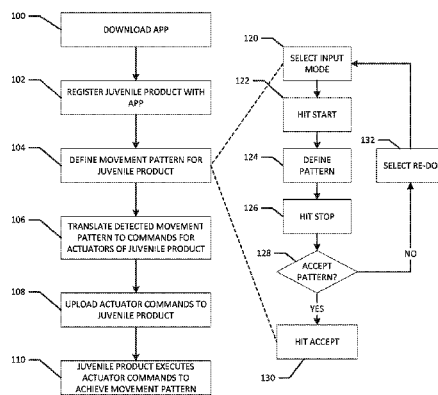 100
DOWNLOAD APP
102
REGISTER JUVENILE PRODUCT WITH
APP
104
DEFINE MOVEMENT PATTERN FOR
JUVENILE PRODUCT
106
TRANSLATE DETECTED MOVEMENT
PATTERN TO COMMANDS FOR
ACTUATORS OF JUVENILE PRODUCT
108
UPLOAD ACTUATOR COMMANDS TO
JUVENILE PRODUCT
110
JUVENILE PRODUCT EXECUTES
ACTUATOR COMMANDS TO
ACHIEVE MOVEMENT PATTERN
120
SELECT INPUT
MODE
122
HIT START
124
DEFINE
PATTERN
126
HIT STOP
128
ACCEPT
PATTERN?
NO
132
SELECT RE-DO
YES
HIT ACCEPT
130